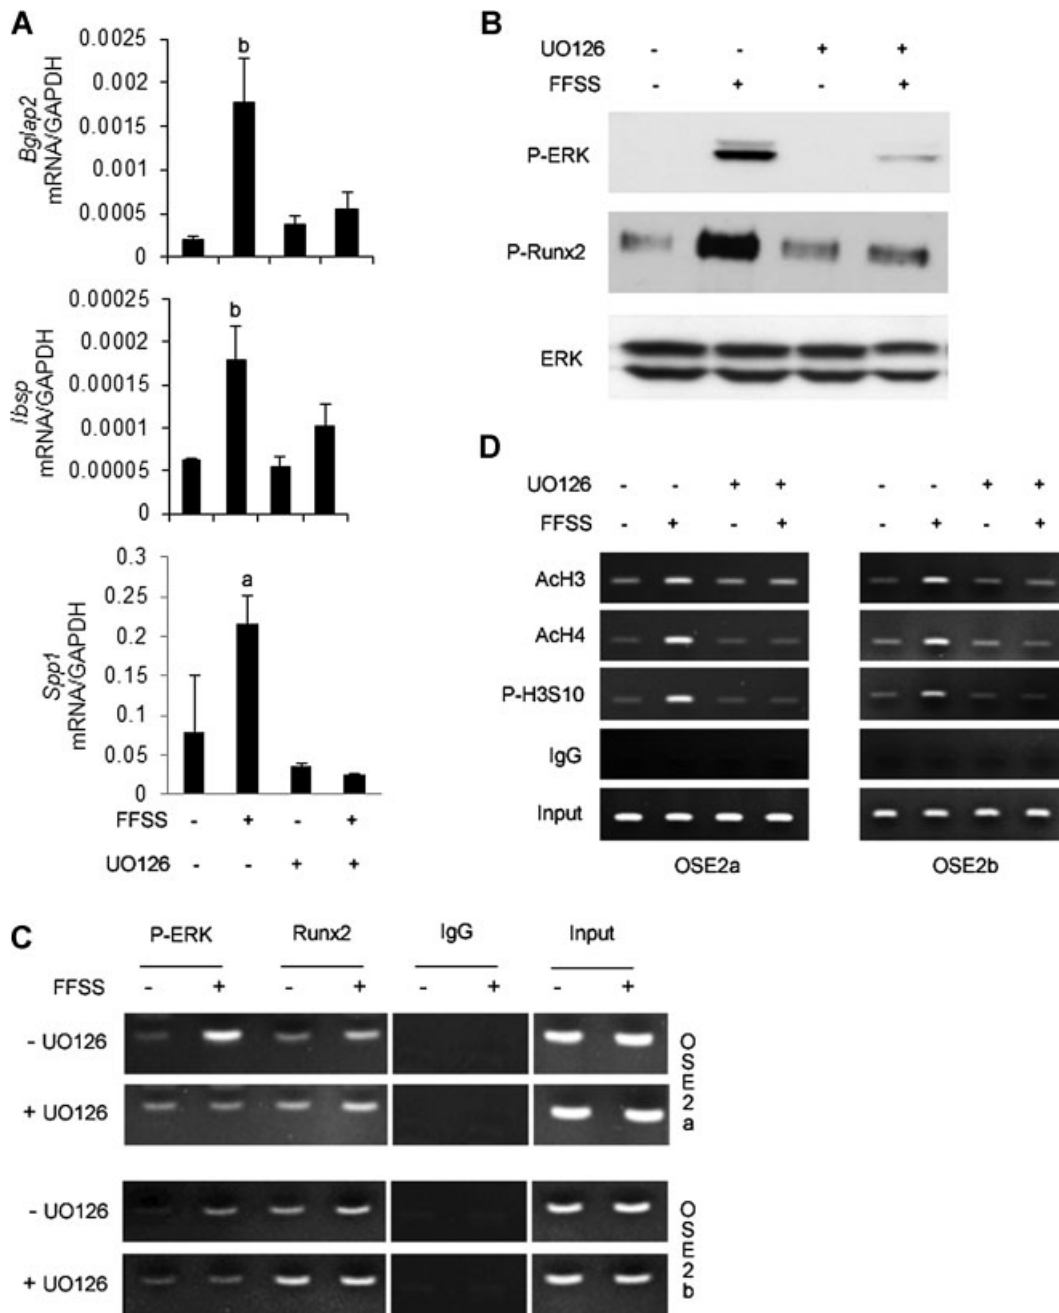 A
Bglap2
mRNA/GAPDH
0.0025
0.002
0.0015
0.001
0.0005
0
b
Ibsp
mRNA/GAPDH
0.00025
0.0002
0.00015
0.0001
0.00005
0
b
Spp1
mRNA/GAPDH
0.3
0.25
0.2
0.15
0.1
0.05
0
a
FFSS - + - +
UO126 - - + +
B
UO126 - - + +
FFSS - + - +
P-ERK
P-Runx2
ERK
D
UO126 - - + + - - + +
FFSS - + - + - + - +
AcH3
AcH4
P-H3S10
IgG
Input
OSE2a OSE2b
C
P-ERK Runx2 IgG Input
FFSS - + - + - + - +
- UO126
+ UO126
OSE2a
- UO126
+ UO126
OSE2b